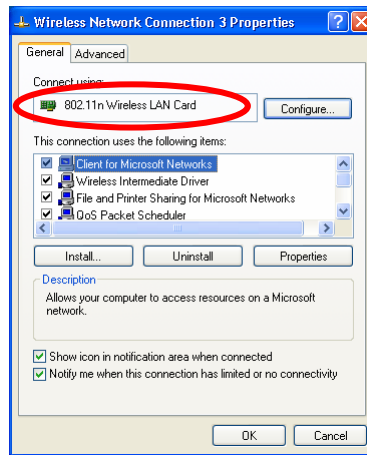 Wireless Network Connection 3 Properties
General Advanced
Connect using:
802.11n Wireless LAN Card Configure...
This connection uses the following items:
Client for Microsoft Networks
Wireless Intermediate Driver
File and Printer Sharing for Microsoft Networks
QoS Packet Scheduler
Install... Uninstall Properties
Description
Allows your computer to access resources on a Microsoft
network.
Show icon in notification area when connected
Notify me when this connection has limited or no connectivity
OK Cancel